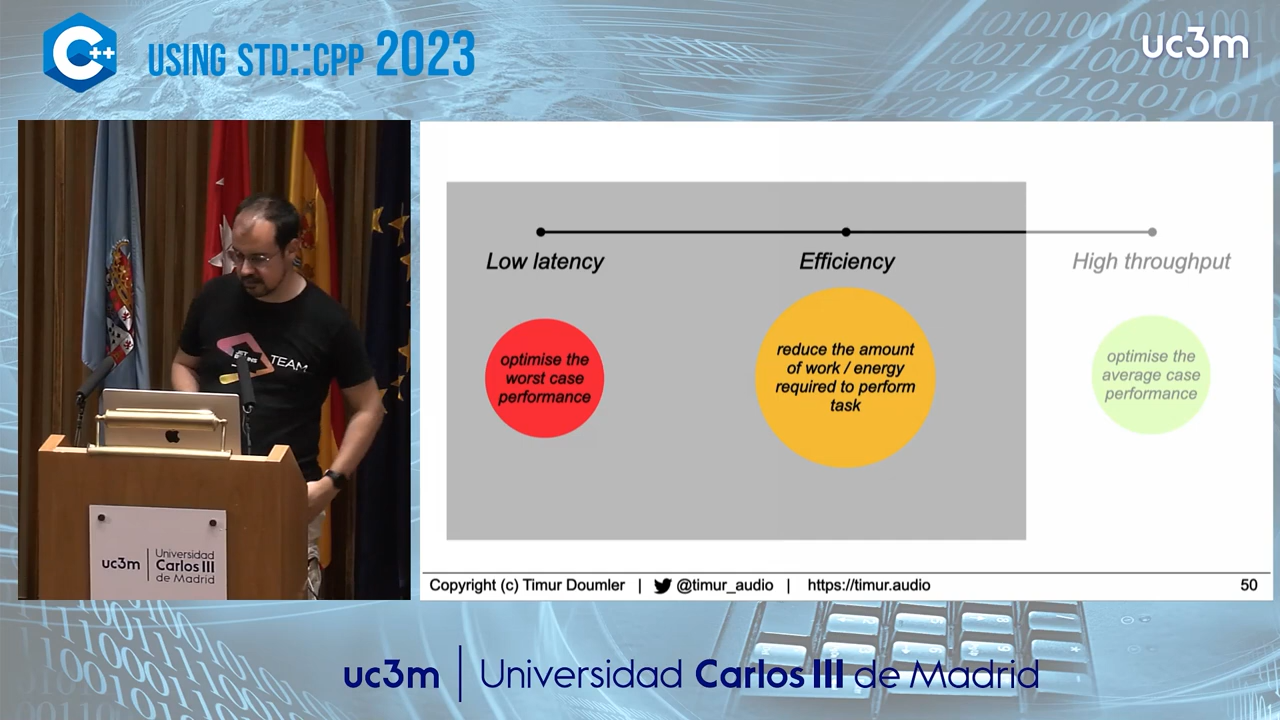 C++
USING STD::CPP 2023
uc3m
TEAM
uc3m
Universidad
Carlos III
de Madrid
Low latency
Efficiency
High throughput
optimise the
worst case
performance
reduce the amount
of work / energy
required to perform
task
optimise the
average case
performance
Copyright (c) Timur Doumler | @timur_audio | https://timur.audio
50
uc3m | Universidad Carlos III de Madrid